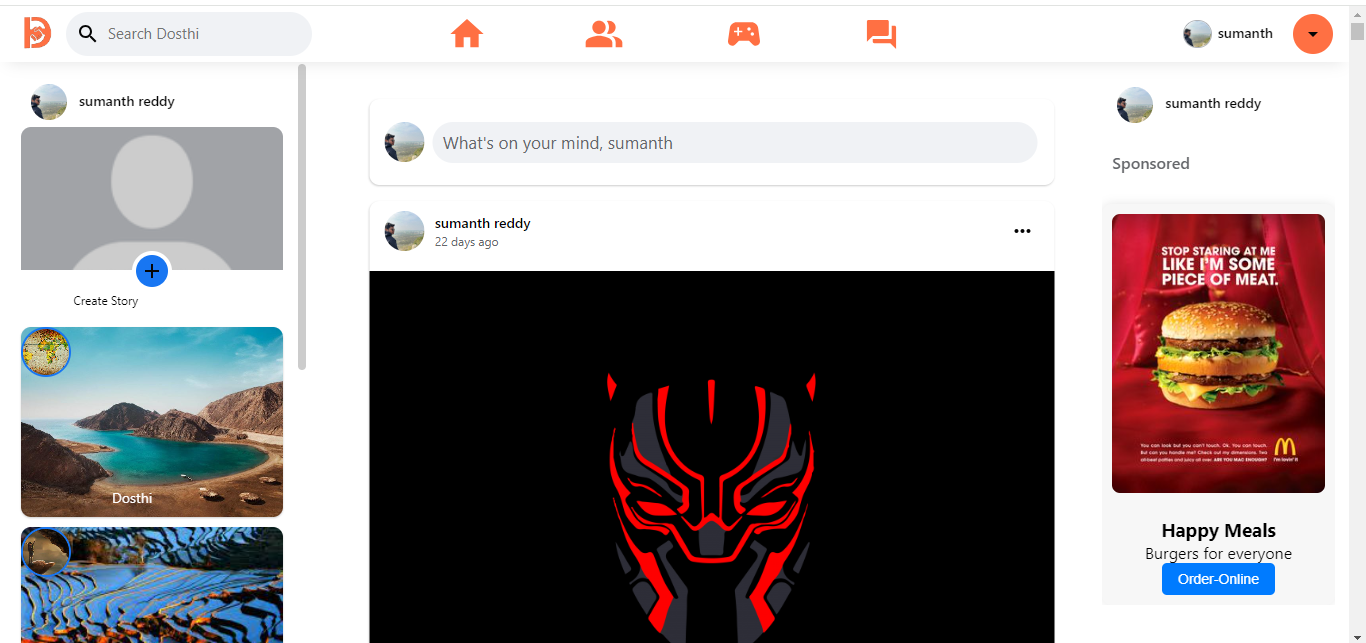 Search Dosthi
sumanth
sumanth reddy
Create Story
Dosthi
What's on your mind, sumanth
sumanth reddy
22 days ago
sumanth reddy
Sponsored
STOP STARING AT ME
LIKE I'M SOME
PIECE OF MEAT.
You can look but you can't touch. Ok. You can touch.
But can you handle me? Check out my dimensions. Two
all-beef patties and juicy all over. ARE YOU MAC ENOUGH?
i'm lovin' it
Happy Meals
Burgers for everyone
Order-Online